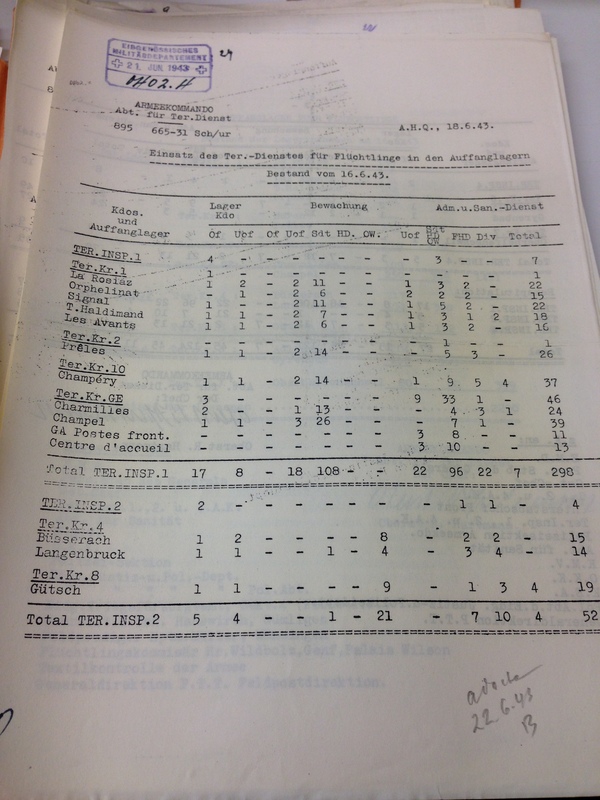 EIDGENÖSSISCHES
MILITÄRDEPARTEMENT
21. JUN. 1943
24
ARMEEKOMMANDO
Abt. für Ter.Dienst
895 665-31 Sch/ur
A.H.Q., 18.6.43.
Einsatz des Ter.-Dienstes für Flüchtlinge in den Auffanglagern
Bestand vom 16.6.43.
Kdos. und Auffanglager Lager Kdo Bewachung Adm.u.San.-Dienst
Of Uof Of Uof Sdt HD. OW. Uof Sdt HD OW FHD Div Total
TER.INSP.1 4 - - - - - - - 3 - - 7
Ter.Kr.1 1 - - - - - - - - - - 1
La Rosiaz 1 2 - 2 11 - - 1 3 2 - 22
Orphelinat - 1 - 2 6 - - 2 2 2 - 15
Signal 1 1 - 2 11 - - 1 5 2 - 22
T.Haldimand 1 1 - 2 7 - - 1 3 1 2 18
Les Avants 1 1 - 2 6 - - 1 3 2 - 16
Ter.Kr.2 - - - - - - - - 1 - - 1
Prêles 1 1 - 2 14 - - - 5 3 - 26
Ter.Kr.10
Champéry 1 1 - 2 14 - - 1 9 5 4 37
Ter.Kr.GE 3 - - - - - - 9 33 1 - 46
Charmilles 2 - - 1 13 - - - 4 3 1 24
Champel 1 1 - 3 26 - - - 7 1 - 39
GA Postes front. - - - - - - - 3 8 - - 11
Centre d'accueil - - - - - - - 3 10 - - 13
Total TER.INSP.1 17 8 - 18 108 - - 22 96 22 7 298
TER.INSP.2 2 - - - - - - - 1 1 - 4
Ter.Kr.4
Büsserach 1 2 - - - - 8 - 2 2 - 15
Langenbruck 1 1 - - 1 - 4 - 3 4 - 14
Ter.Kr.8
Gütsch 1 1 - - - - 9 - 1 3 4 19
Total TER.INSP.2 5 4 - - 1 - 21 - 7 10 4 52
22.6.43